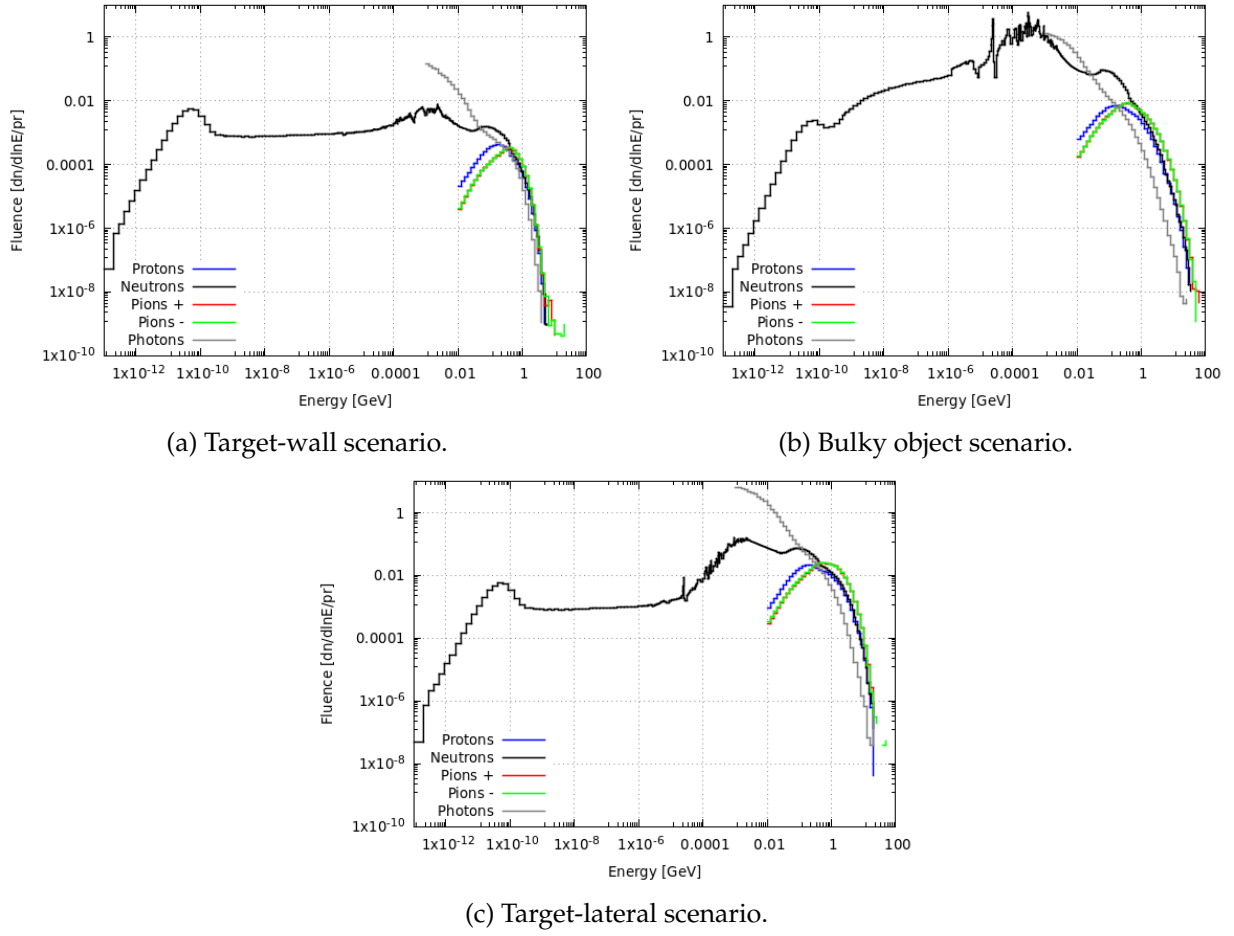 1
0.01
0.0001
1x10-6
1x10-8
1x10-10
Fluence [dn/dlnE/pr]
Protons
Neutrons
Pions +
Pions -
Photons
1x10-12 1x10-10 1x10-8 1x10-6 0.0001 0.01 1 100
Energy [GeV]
(a) Target-wall scenario.
1
0.01
0.0001
1x10-6
1x10-8
1x10-10
Fluence [dn/dlnE/pr]
Protons
Neutrons
Pions +
Pions -
Photons
1x10-12 1x10-10 1x10-8 1x10-6 0.0001 0.01 1 100
Energy [GeV]
(b) Bulky object scenario.
1
0.01
0.0001
1x10-6
1x10-8
1x10-10
Fluence [dn/dlnE/pr]
Protons
Neutrons
Pions +
Pions -
Photons
1x10-12 1x10-10 1x10-8 1x10-6 0.0001 0.01 1 100
Energy [GeV]
(c) Target-lateral scenario.